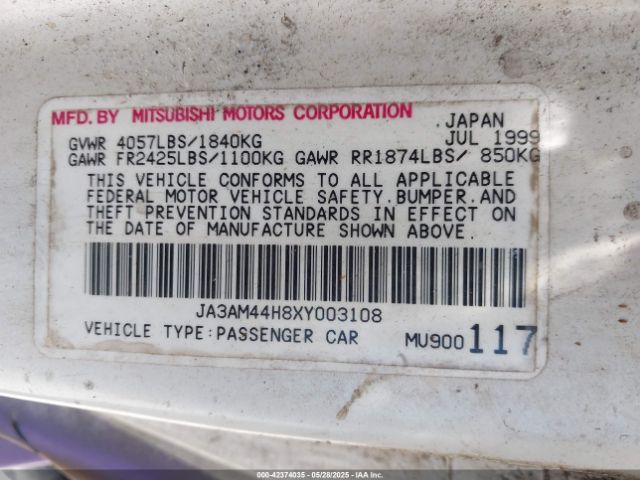 MFD. BY MITSUBISHI MOTORS CORPORATION
JAPAN
GVWR 4057LBS/1840KG JUL 1999
GAWR FR2425LBS/1100KG GAWR RR1874LBS/ 850KG
THIS VEHICLE CONFORMS TO ALL APPLICABLE
FEDERAL MOTOR VEHICLE SAFETY.BUMPER.AND
THEFT PREVENTION STANDARDS IN EFFECT ON
THE DATE OF MANUFACTURE SHOWN ABOVE.
JA3AM44H8XY003108
VEHICLE TYPE:PASSENGER CAR MU900 117
000-42374035 - 05/28/2025 - IAAI.COM